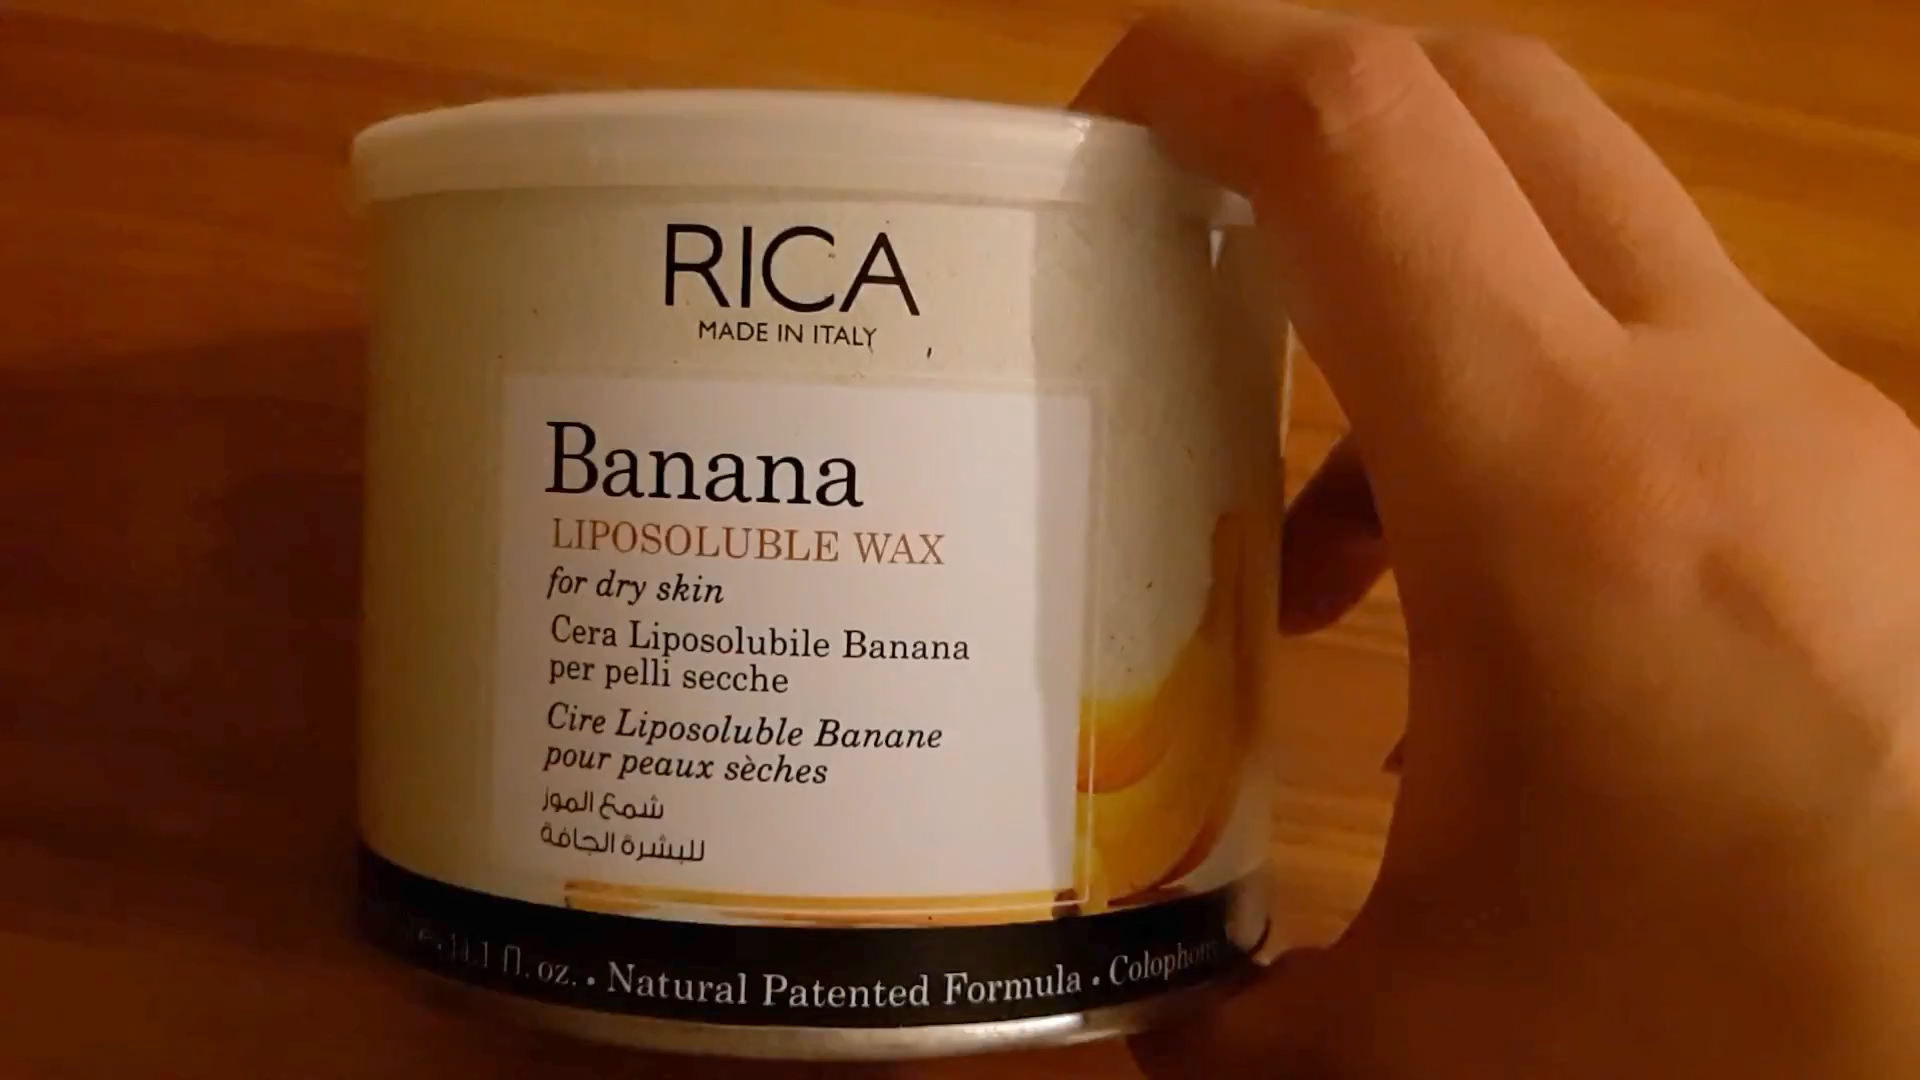 RICA
MADE IN ITALY
Banana
LIPOSOLUBLE WAX
for dry skin
Cera Liposolubile Banana
per pelli secche
Cire Liposoluble Banane
pour peaux sèches
شمع الموز
للبشرة الجافة
fl. oz. • Natural Patented Formula •